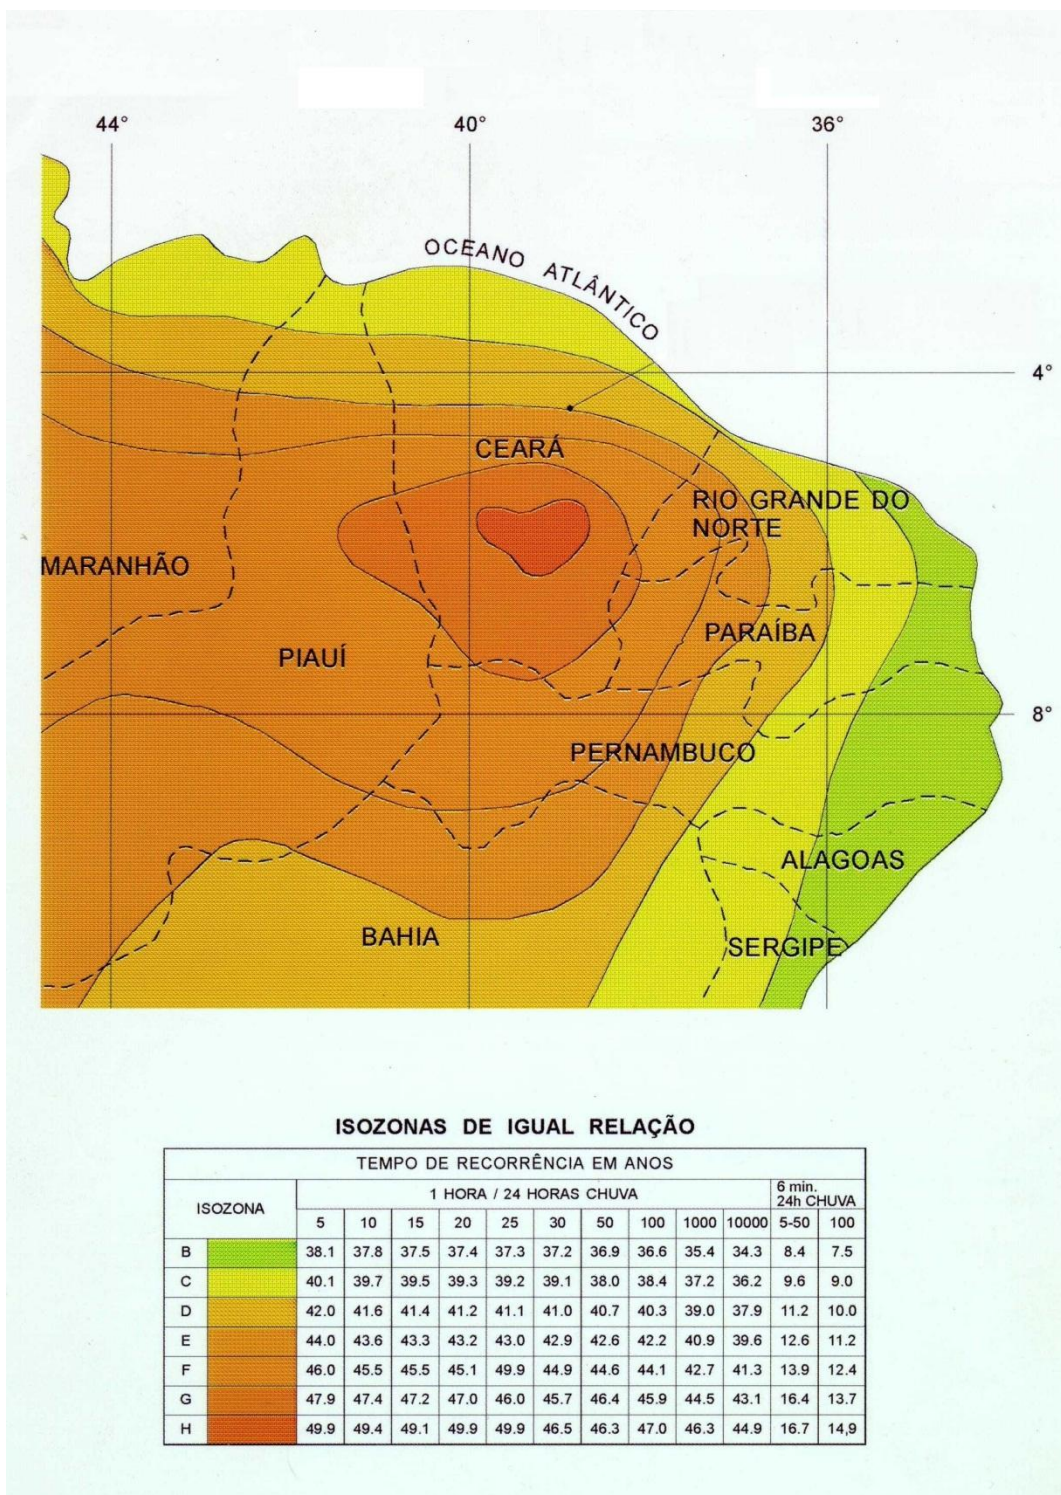 44° 40° 36°
OCEANO ATLÂNTICO
4°
CEARÁ
RIO GRANDE DO
NORTE
MARANHÃO
PARAÍBA
PIAUÍ
8°
PERNAMBUCO
ALAGOAS
BAHIA
SERGIPE
ISOZONAS DE IGUAL RELAÇÃO
TEMPO DE RECORRÊNCIA EM ANOS
ISOZONA 1 HORA / 24 HORAS CHUVA 6 min.
24h CHUVA
5 10 15 20 25 30 50 100 1000 10000 5-50 100
B 38.1 37.8 37.5 37.4 37.3 37.2 36.9 36.6 35.4 34.3 8.4 7.5
C 40.1 39.7 39.5 39.3 39.2 39.1 38.0 38.4 37.2 36.2 9.6 9.0
D 42.0 41.6 41.4 41.2 41.1 41.0 40.7 40.3 39.0 37.9 11.2 10.0
E 44.0 43.6 43.3 43.2 43.0 42.9 42.6 42.2 40.9 39.6 12.6 11.2
F 46.0 45.5 45.5 45.1 49.9 44.9 44.6 44.1 42.7 41.3 13.9 12.4
G 47.9 47.4 47.2 47.0 46.0 45.7 46.4 45.9 44.5 43.1 16.4 13.7
H 49.9 49.4 49.1 49.9 49.9 46.5 46.3 47.0 46.3 44.9 16.7 14,9